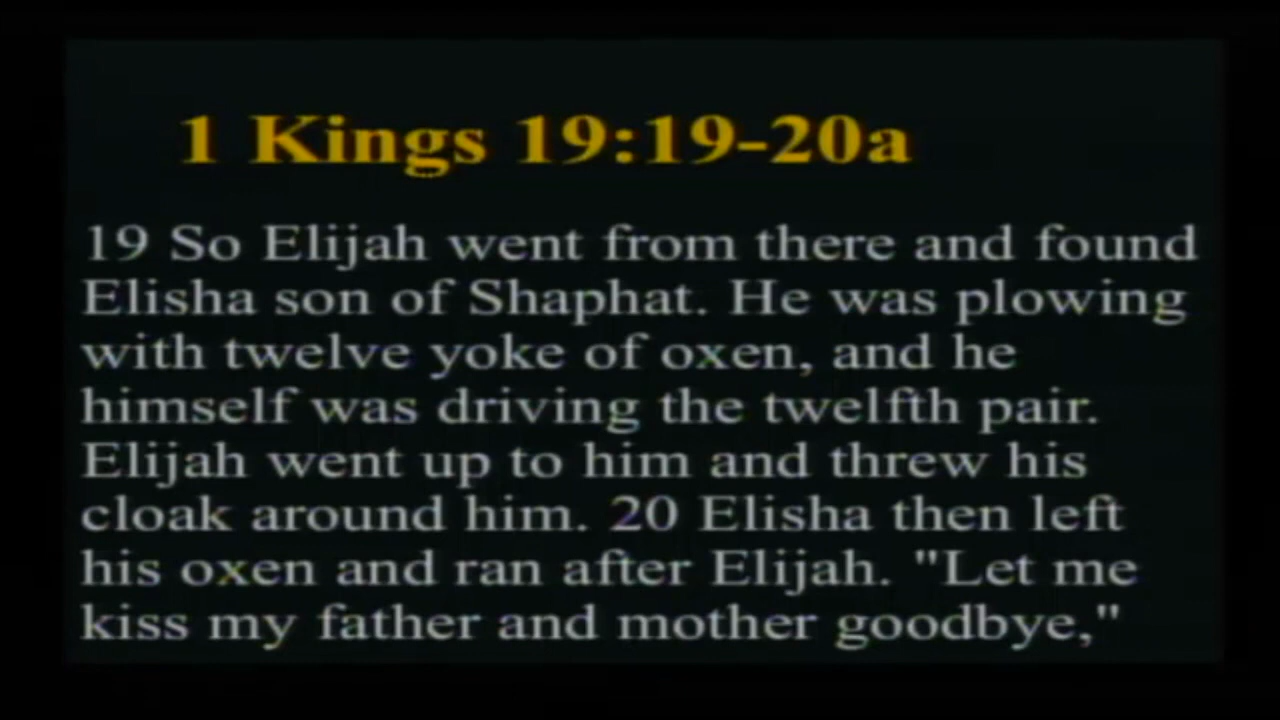 1 Kings 19:19-20a
19 So Elijah went from there and found
Elisha son of Shaphat. He was plowing
with twelve yoke of oxen, and he
himself was driving the twelfth pair.
Elijah went up to him and threw his
cloak around him. 20 Elisha then left
his oxen and ran after Elijah. "Let me
kiss my father and mother goodbye,"